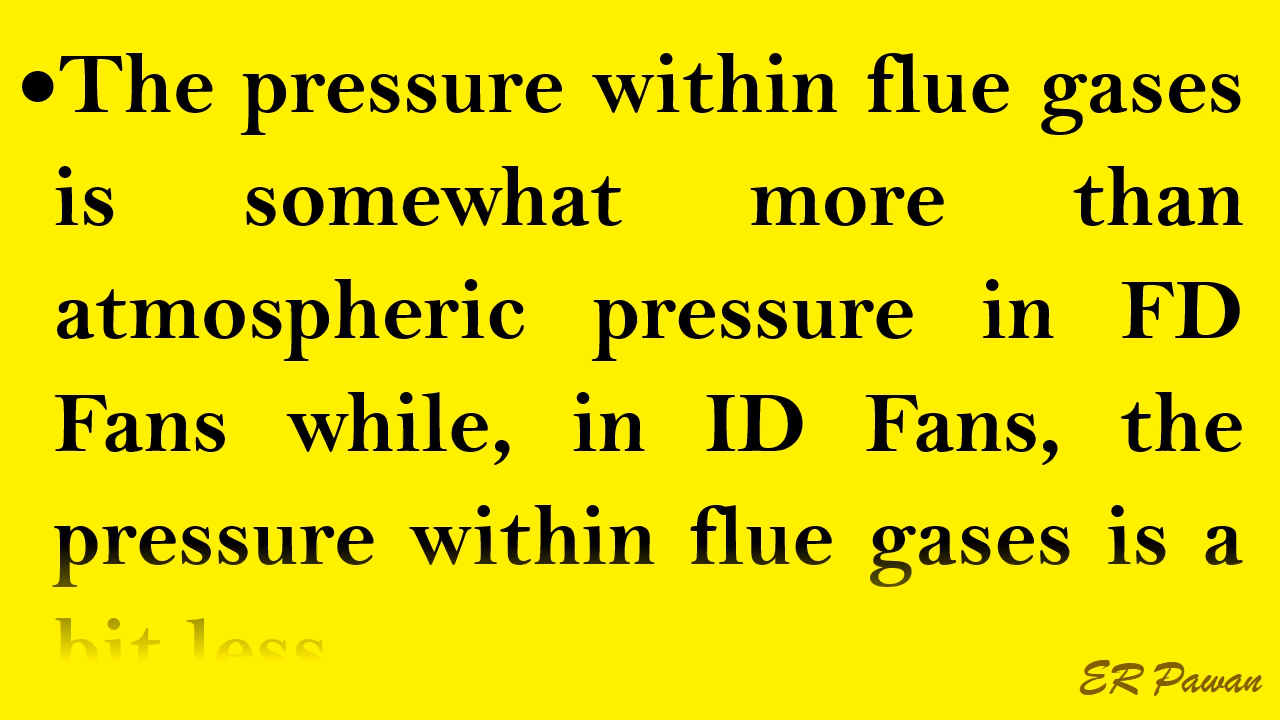 •The pressure within flue gases
is somewhat more than
atmospheric pressure in FD
Fans while, in ID Fans, the
pressure within flue gases is a
bit less
ER Pawan